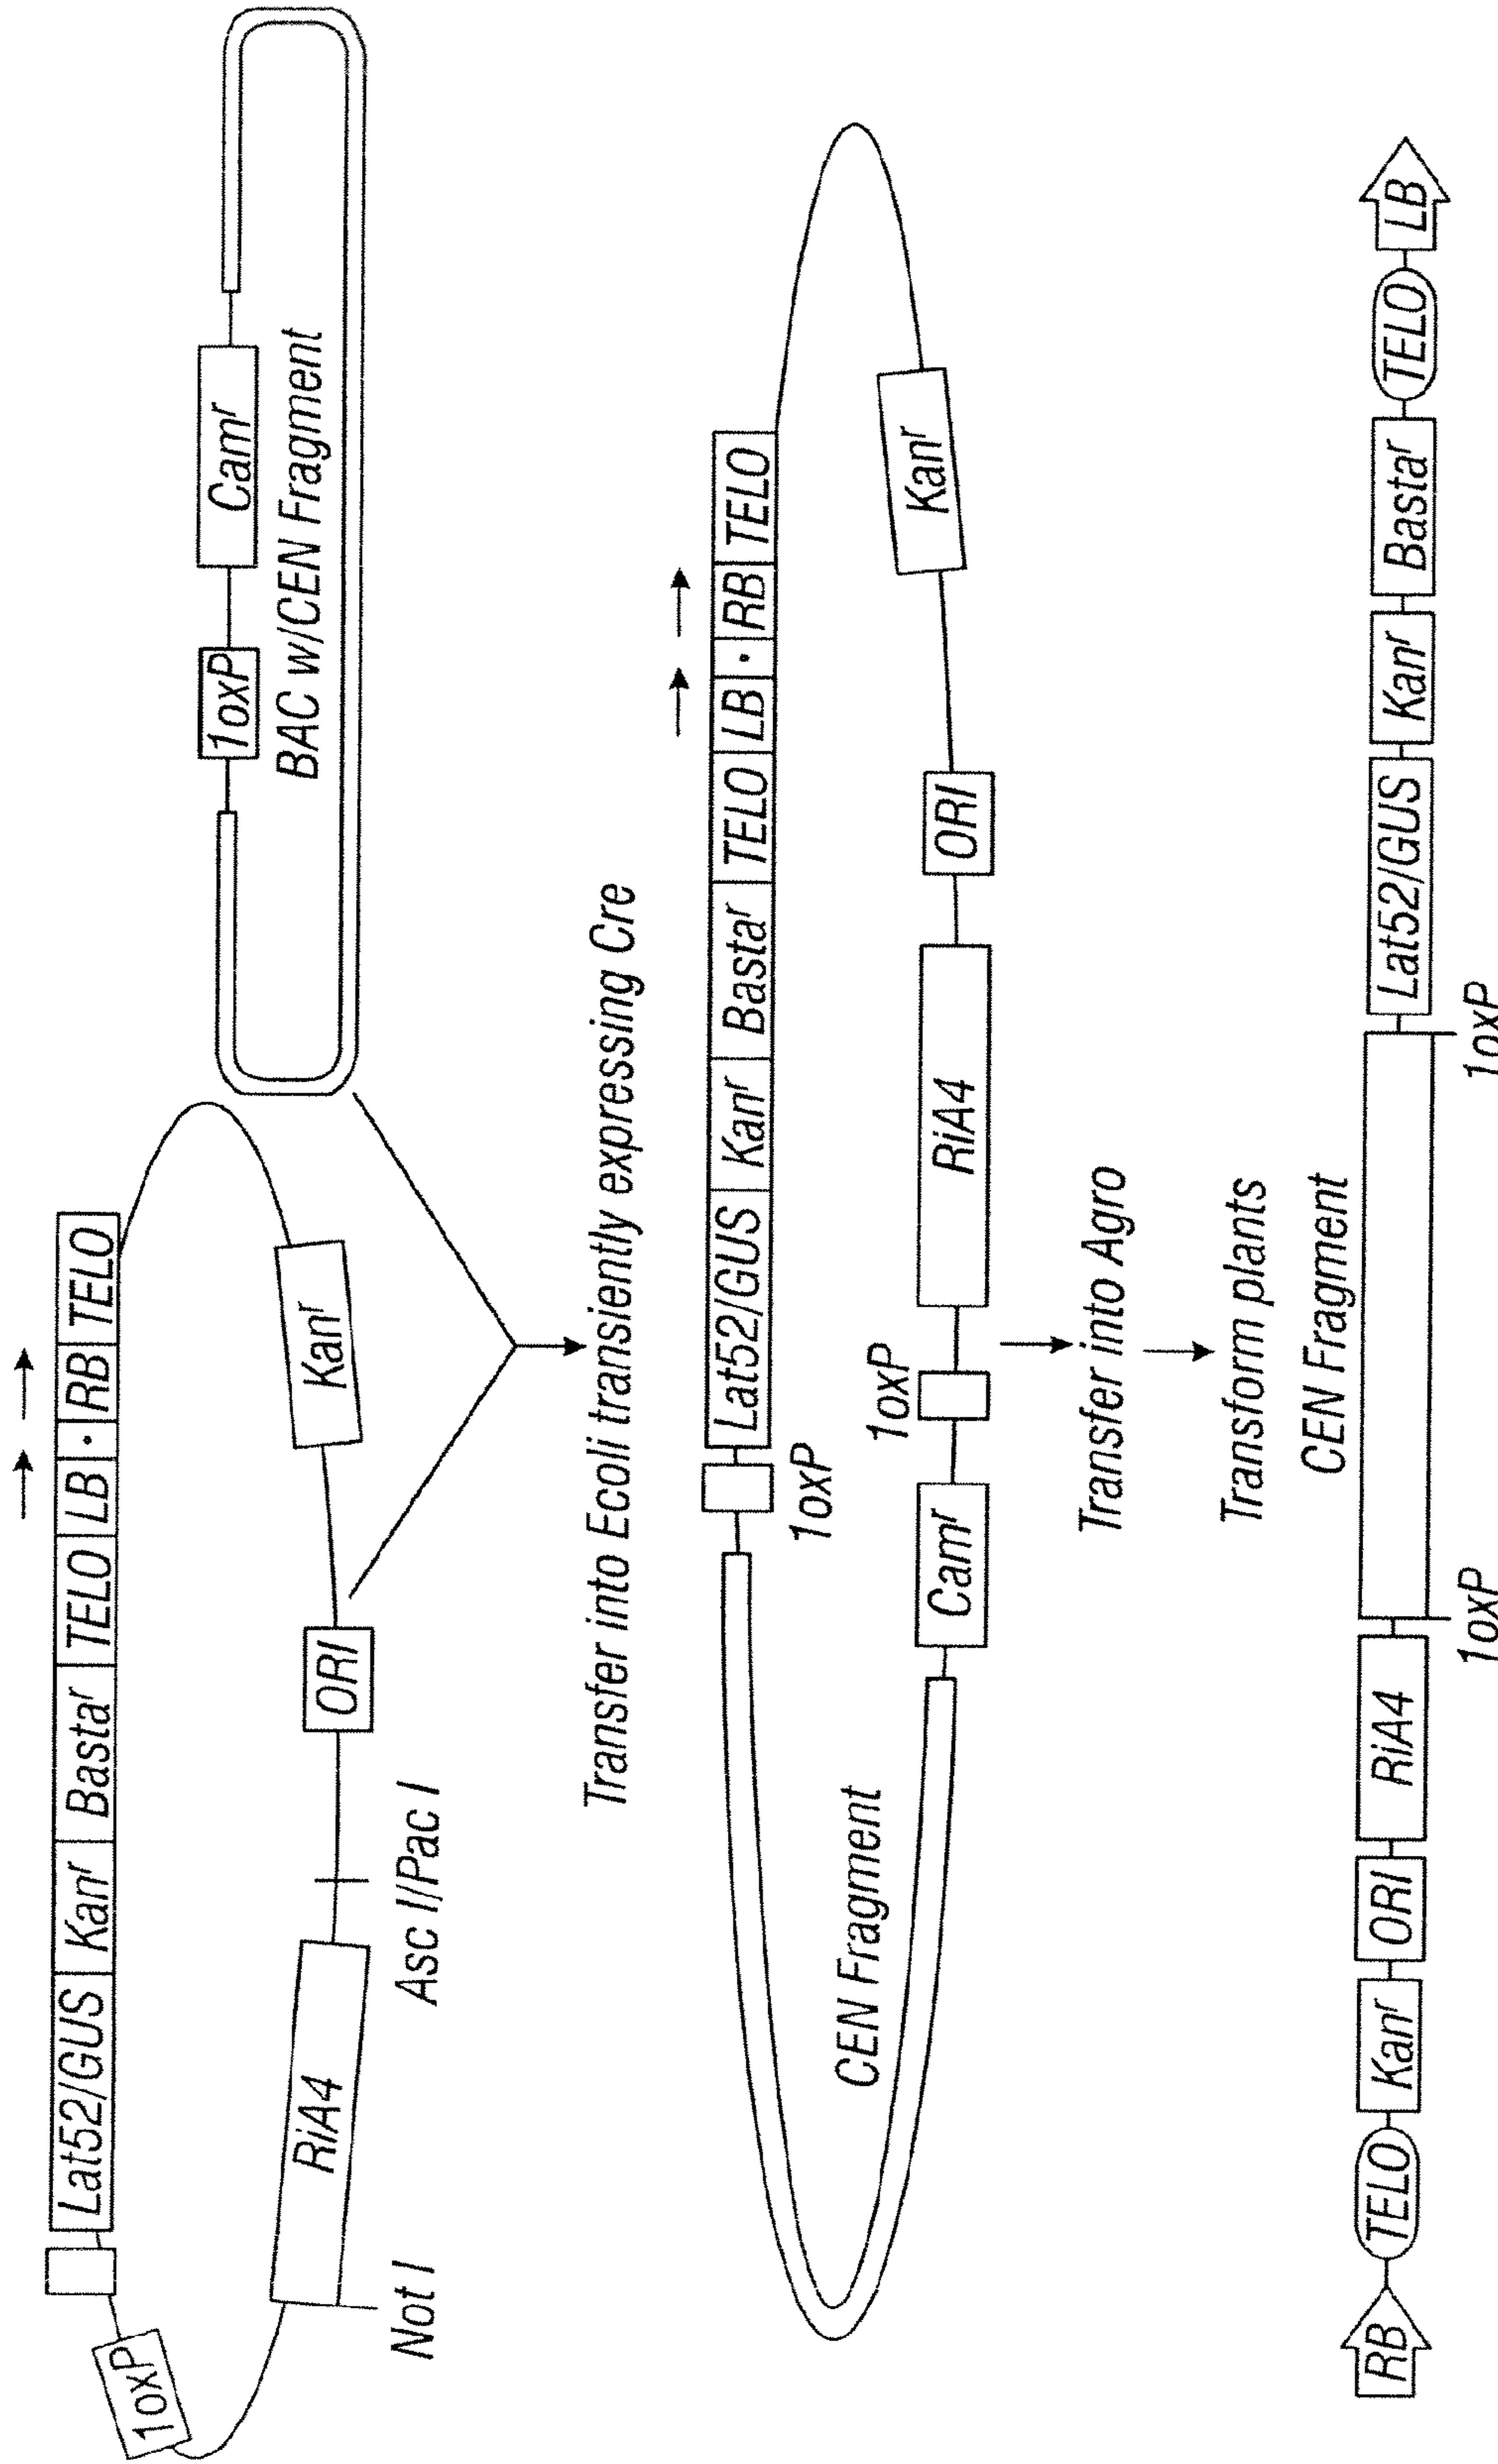 Lat52/GUS Kanʳ Bastaʳ TELO LB · RB TELO
1oxP
RiA4
Not I
Asc I/Pac I
ORI
Kanʳ
1oxP
Camʳ
BAC w/CEN Fragment
Transfer into Ecoli transiently expressing Cre
Lat52/GUS Kanʳ Bastaʳ TELO LB · RB TELO
1oxP
CEN Fragment
Camʳ
1oxP
RiA4
ORI
Kanʳ
Transfer into Agro
Transform plants
CEN Fragment
RB TELO Kanʳ ORI RiA4 Lat52/GUS Kanʳ Bastaʳ TELO LB
1oxP
1oxP